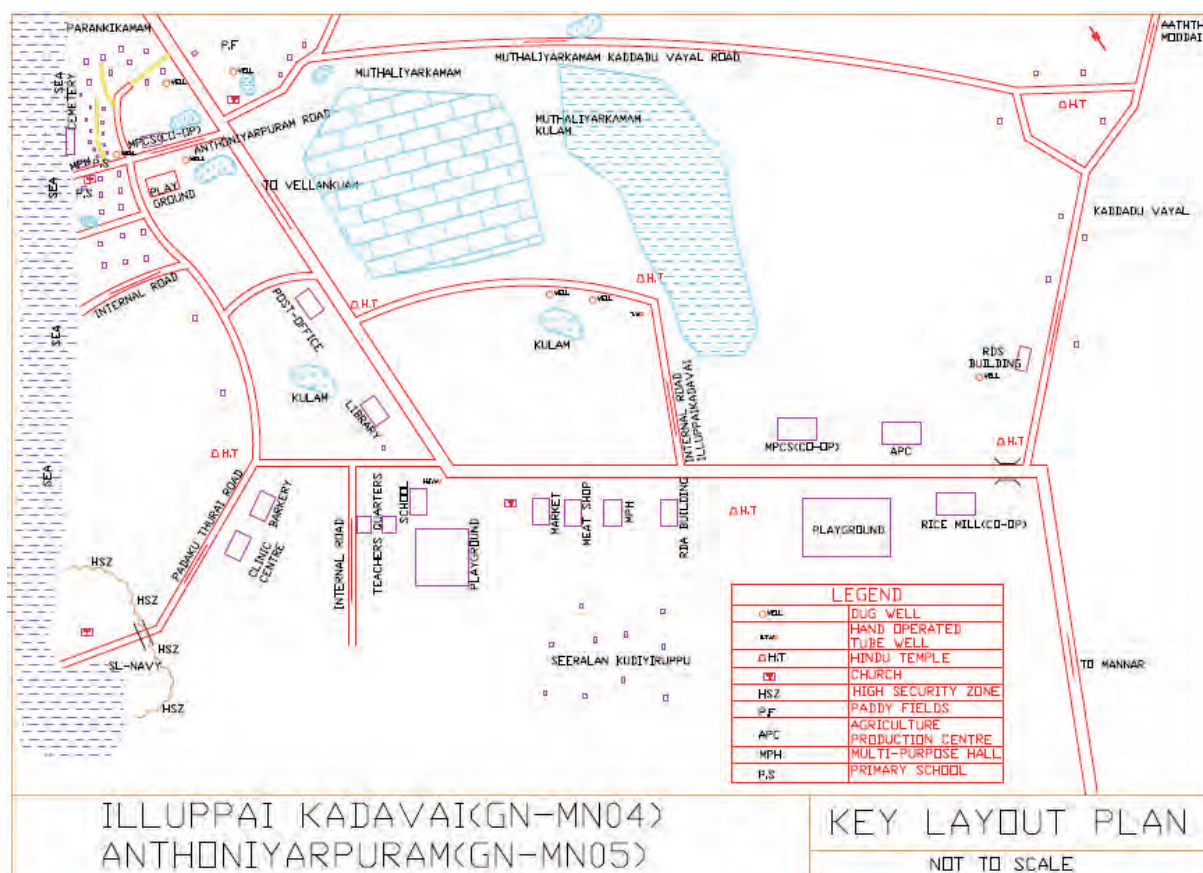 PARANKIKAMAM
P.F
AATHTH
MODDAI
MUTHALIYARKAMAM KADDADU VAYAL ROAD
MUTHALIYARKAMAM
WELL
WELL
SEA
CEMETERY
H.T
MPCS(CO-OP)
ANTHONIYARPURAM ROAD
MUTHALIYARKAMAM
KULAM
WELL
WELL
MPH
P.S
P.S
SEA
PLAY
GROUND
TO VELLANKULAM
KADDADU VAYAL
INTERNAL ROAD
POST-OFFICE
H.T
WELL
WELL
H.T
SEA
KULAM
KULAM
LIBRARY
INTERNAL ROAD
ILLUPPAIKADAVAI
RDS
BUILDING
WELL
MPCS(CO-OP)
APC
H.T
H.T
SEA
PADAKU THURAI ROAD
BARKERY
CLINIC
CENTRE
INTERNAL ROAD
TEACHERS QUARTERS
SCHOOL
PLAYGROUND
MARKET
MEAT SHOP
MPH
RDA BUILDING
H.T
PLAYGROUND
RICE MILL(CO-OP)
HSZ
HSZ
HSZ
SL-NAVY
HSZ
SEERALAN KUDIYIRUPPU
TO MANNAR
LEGEND
WELL DUG WELL
HAND OPERATED
TUBE WELL
H.T HINDU TEMPLE
CHURCH
HSZ HIGH SECURITY ZONE
P.F PADDY FIELDS
APC AGRICULTURE
PRODUCTION CENTRE
MPH MULTI-PURPOSE HALL
P.S PRIMARY SCHOOL
ILLUPPAI KADAVAI(GN-MN04)
ANTHONIYARPURAM(GN-MN05)
KEY LAYOUT PLAN
NOT TO SCALE